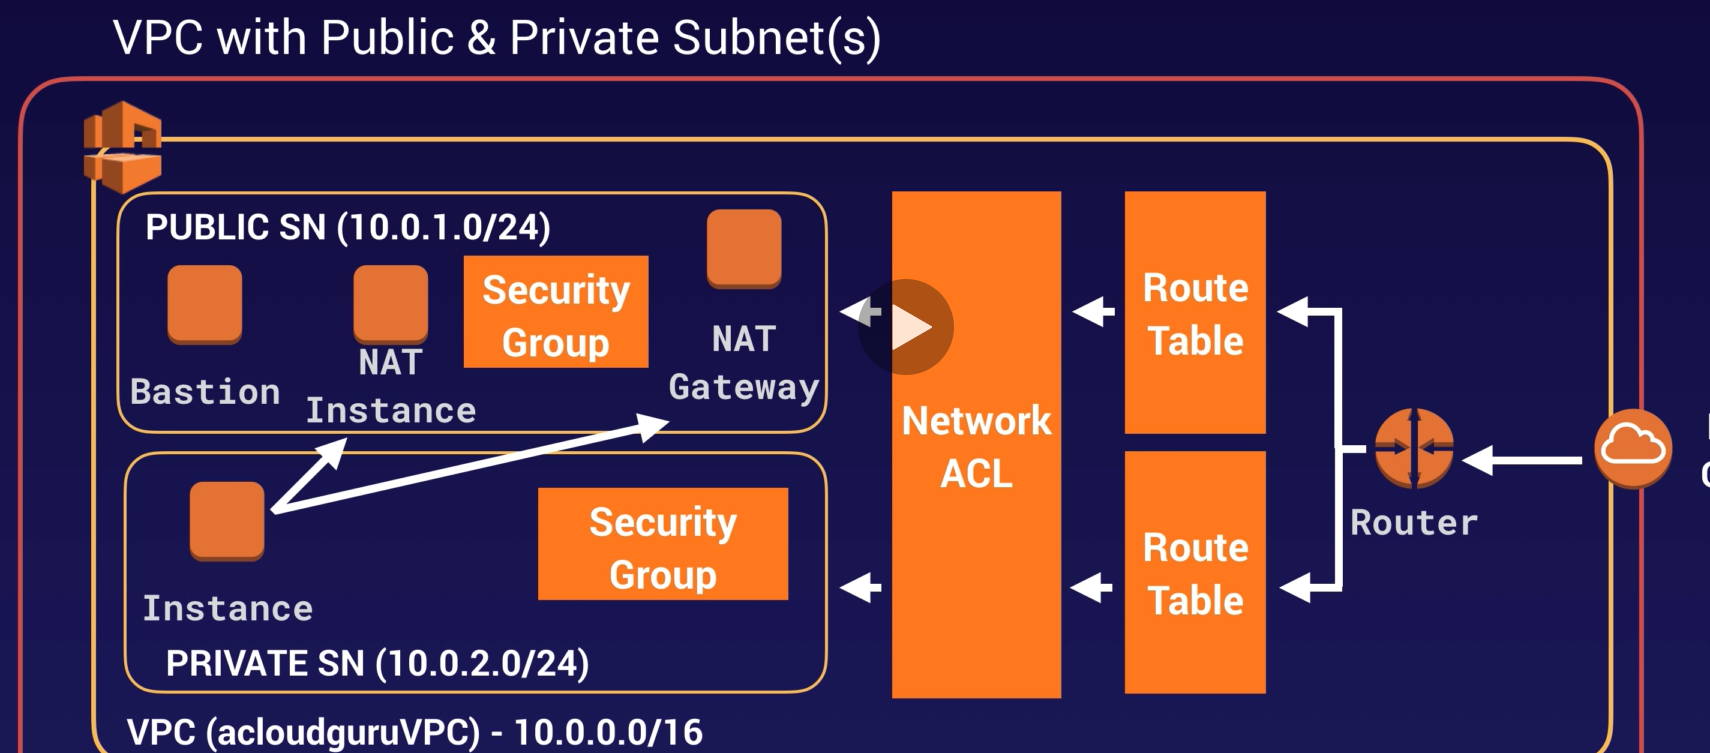 VPC with Public & Private Subnet(s)
PUBLIC SN (10.0.1.0/24)
Bastion
NAT
Instance
Security
Group
NAT
Gateway
Instance
Security
Group
PRIVATE SN (10.0.2.0/24)
VPC (acloudguruVPC) - 10.0.0.0/16
Network
ACL
Route
Table
Route
Table
Router